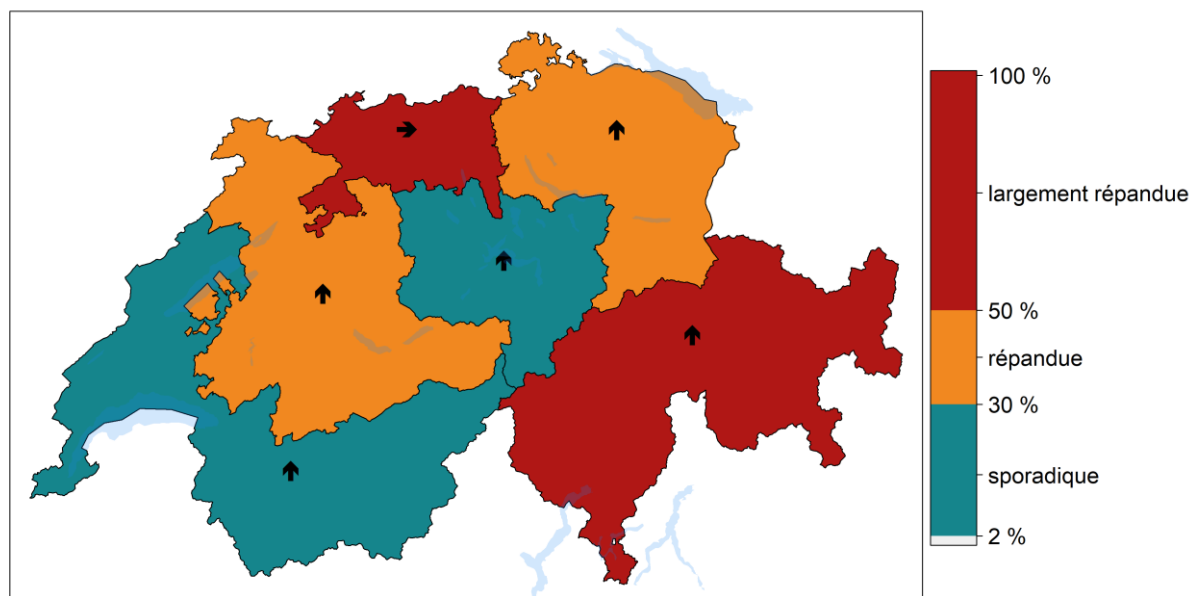 100 %
largement répandue
50 %
répandue
30 %
sporadique
2 %